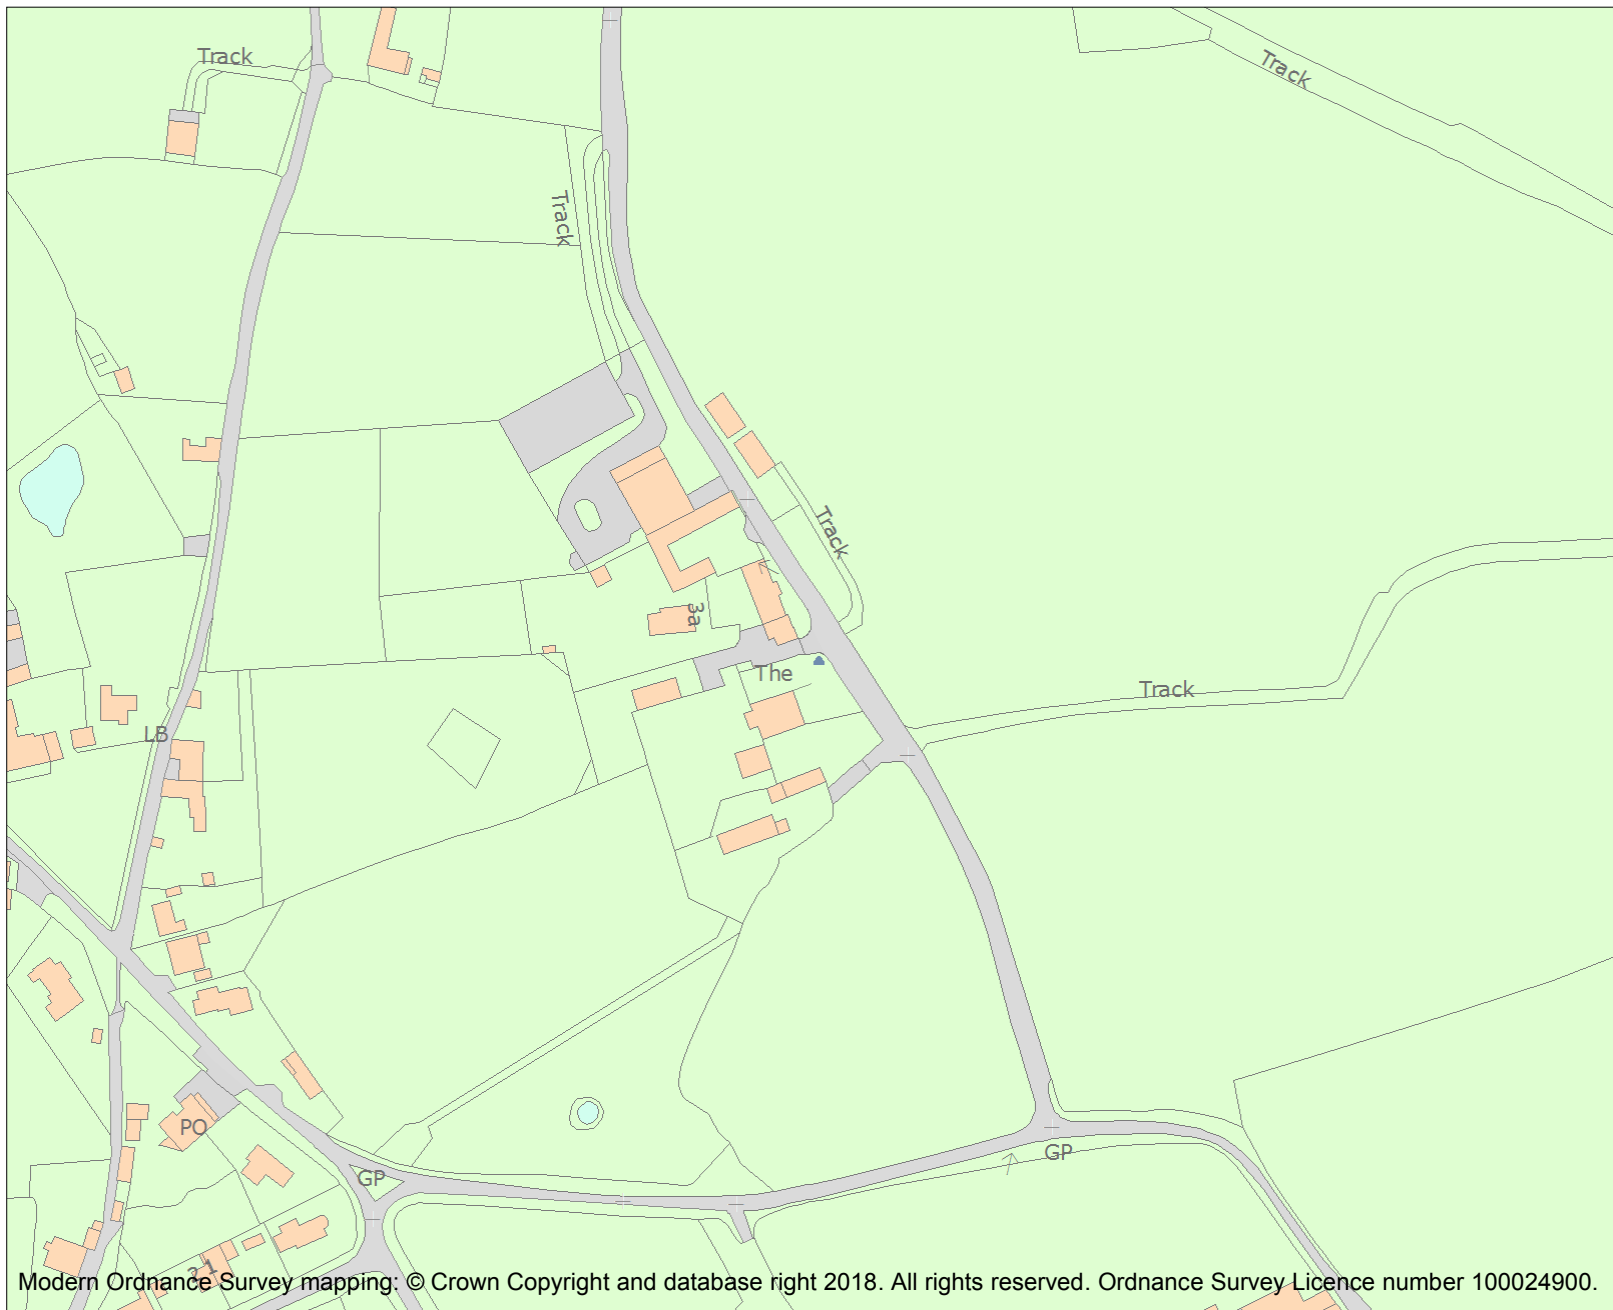 Track
Track
Track
Track
3a
The
Track
LB
PO
GP
GP
Modern Ordnance Survey mapping: © Crown Copyright and database right 2018. All rights reserved. Ordnance Survey Licence number 100024900.